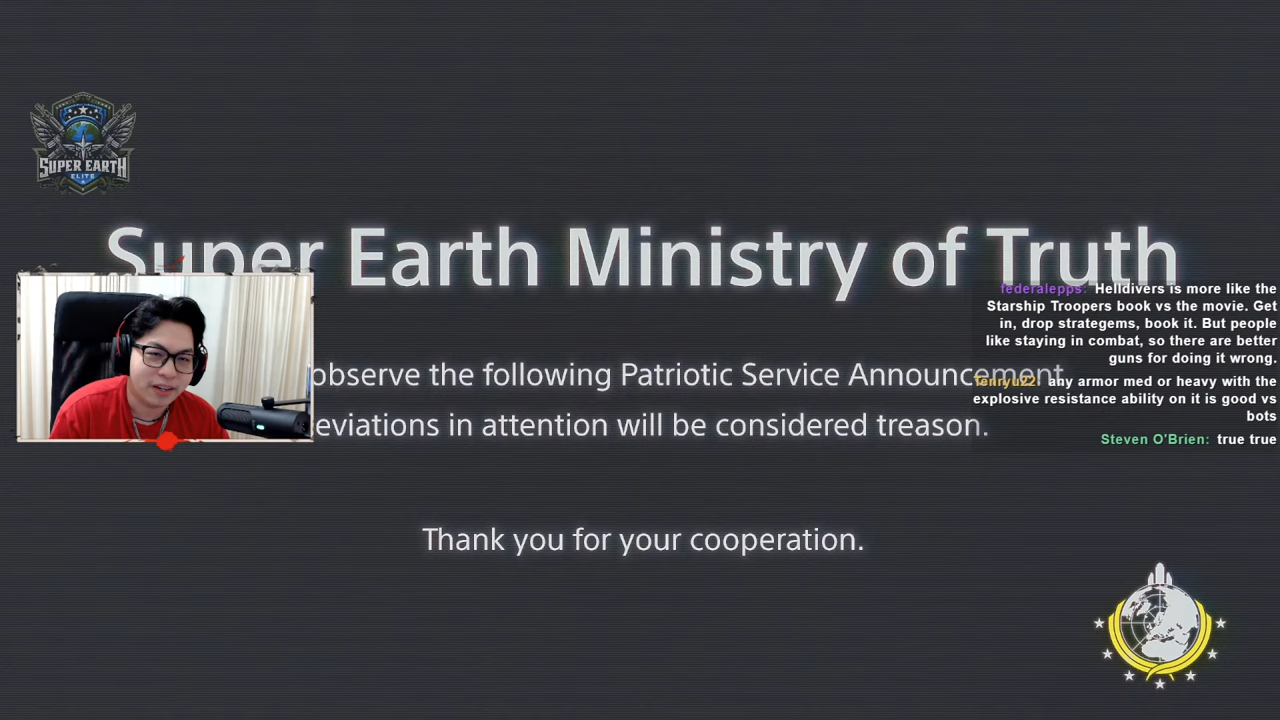 SUPER EARTH
ELITE
Super Earth Ministry of Truth
observe the following Patriotic Service Announcement
eviations in attention will be considered treason.
Thank you for your cooperation.
federalepps: Helldivers is more like the
Starship Troopers book vs the movie. Get
in, drop strategems, book it. But people
like staying in combat, so there are better
guns for doing it wrong.
Tenryu22: any armor med or heavy with the
explosive resistance ability on it is good vs
bots
Steven O'Brien: true true